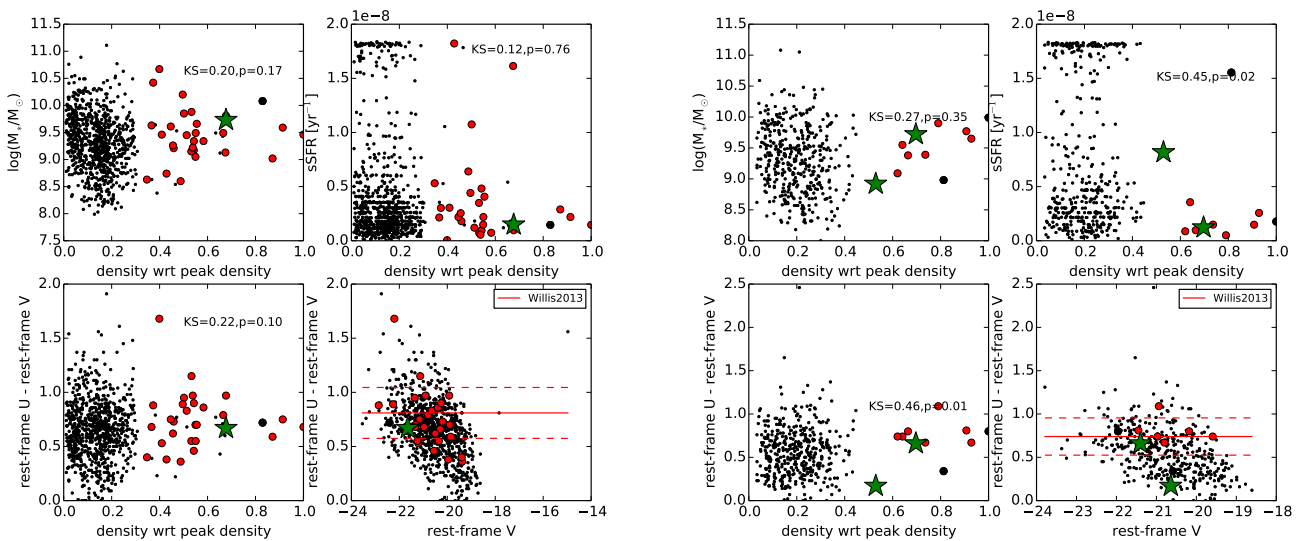 11.5
11.0
10.5
10.0
9.5
9.0
8.5
8.0
7.5
log(M*/M☉)
KS=0.20,p=0.17
0.0 0.2 0.4 0.6 0.8 1.0
density wrt peak density
1e−8
2.0
1.5
1.0
0.5
0.0
sSFR [yr⁻¹]
KS=0.12,p=0.76
0.0 0.2 0.4 0.6 0.8 1.0
density wrt peak density
11.5
11.0
10.5
10.0
9.5
9.0
8.5
8.0
log(M*/M☉)
KS=0.27,p=0.35
0.0 0.2 0.4 0.6 0.8 1.0
density wrt peak density
1e−8
2.0
1.5
1.0
0.5
0.0
sSFR [yr⁻¹]
KS=0.45,p=0.02
0.0 0.2 0.4 0.6 0.8 1.0
density wrt peak density
2.0
1.5
1.0
0.5
0.0
rest-frame U - rest-frame V
KS=0.22,p=0.10
0.0 0.2 0.4 0.6 0.8 1.0
density wrt peak density
2.0
1.5
1.0
0.5
0.0
rest-frame U - rest-frame V
Willis2013
−24 −22 −20 −18 −16 −14
rest-frame V
2.5
2.0
1.5
1.0
0.5
0.0
rest-frame U - rest-frame V
KS=0.46,p=0.01
0.0 0.2 0.4 0.6 0.8 1.0
density wrt peak density
2.5
2.0
1.5
1.0
0.5
0.0
rest-frame U - rest-frame V
Willis2013
−24 −23 −22 −21 −20 −19 −18
rest-frame V